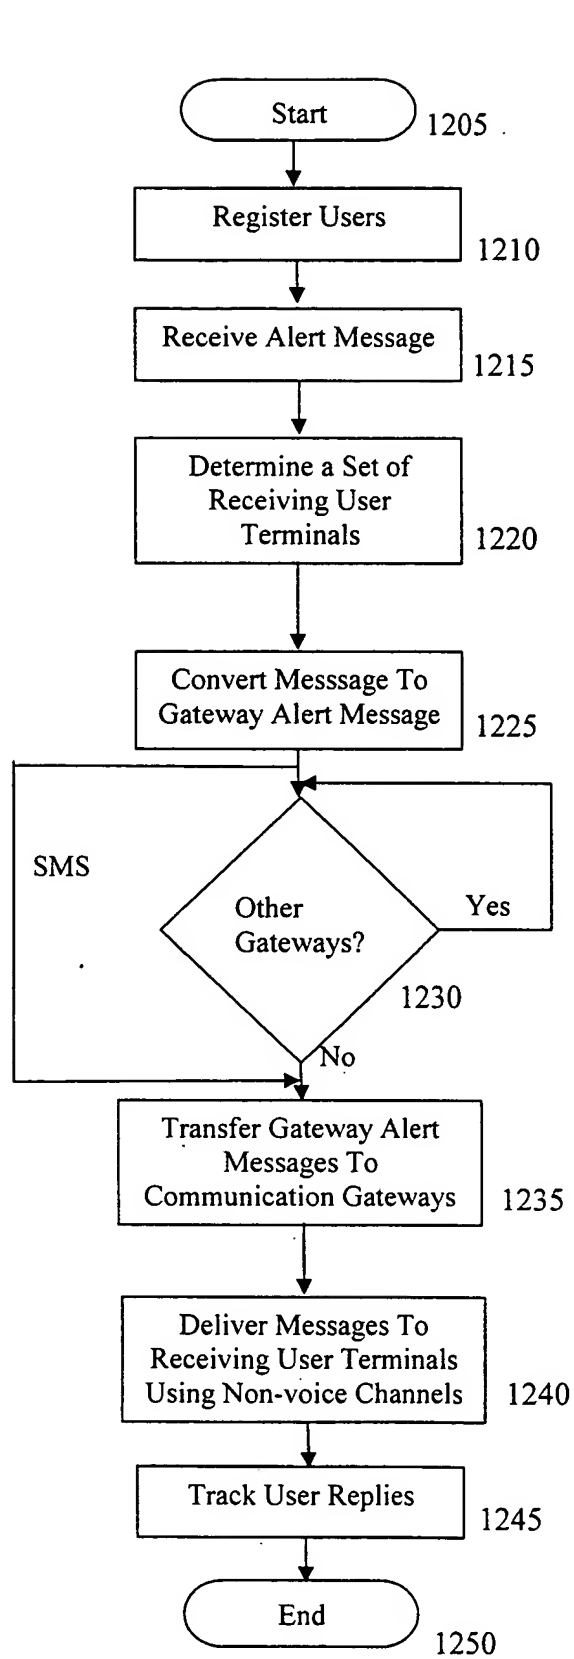 Start
1205
Register Users
1210
Receive Alert Message
1215
Determine a Set of
Receiving User
Terminals
1220
Convert Messsage To
Gateway Alert Message
1225
SMS
Other
Gateways?
Yes
1230
No
Transfer Gateway Alert
Messages To
Communication Gateways
1235
Deliver Messages To
Receiving User Terminals
Using Non-voice Channels
1240
Track User Replies
1245
End
1250